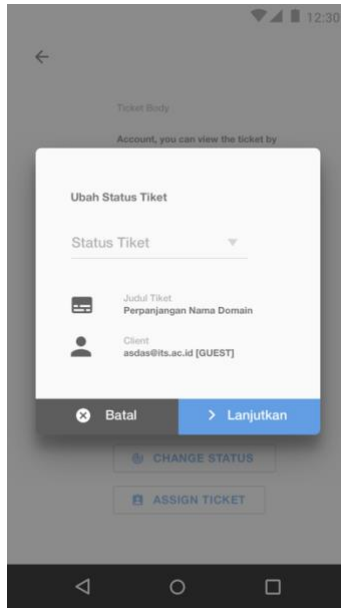 12:30
Ticket Body
Account, you can view the ticket by
Ubah Status Tiket
Status Tiket
Judul Tiket
Perpanjangan Nama Domain
Client
asdas@its.ac.id [GUEST]
Batal
Lanjutkan
CHANGE STATUS
ASSIGN TICKET